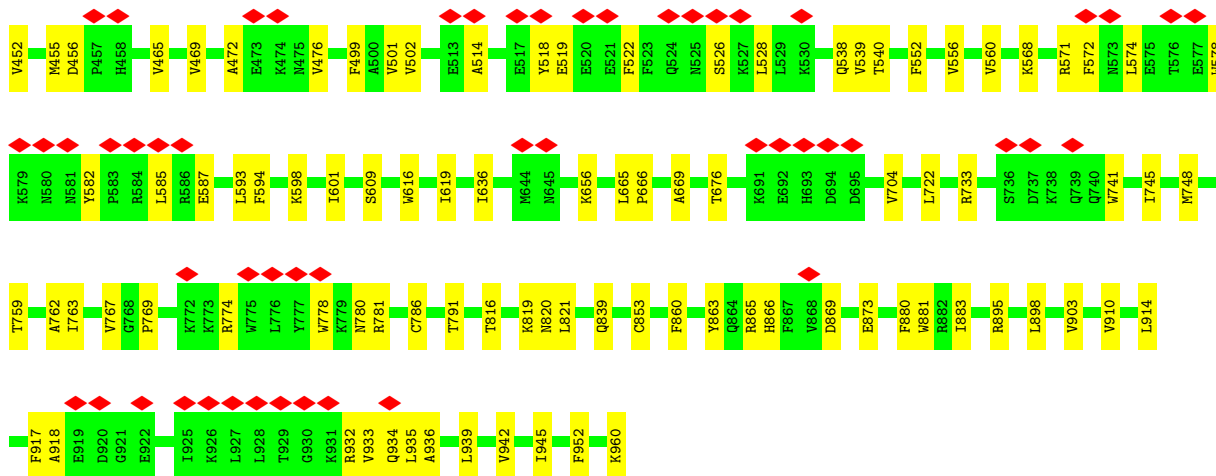 V452 M455 D456 P457 H458 V465 V469 A472 E473 K474 N475 V476 F499 A500 V501 V502 E513 A514 E517 Y518 E519 E520 E521 F522 F523 Q524 N525 S526 K527 L528 L529 K530 Q538 V539 T540 F552 V556 V560 K568 R571 F572 N573 L574 E575 T576 E577
K579 N580 N581 Y582 P583 R584 L585 R586 E587 L593 F594 K598 I601 S609 W616 I619 I636 M644 N645 K656 L665 P666 A669 T676 K691 E692 H693 D694 D695 V704 L722 R733 S736 D737 K738 Q739 Q740 W741 I745 M748
T759 A762 I763 V767 G768 P769 K772 K773 R774 W775 L776 Y777 W778 K779 N780 R781 C786 T791 T816 K819 N820 L821 Q839 C853 F860 Y863 Q864 R865 H866 F867 V868 D869 E873 F880 W881 R882 I883 R895 L898 V903 V910 L914
F917 A918 E919 D920 G921 E922 I925 K926 L927 L928 T929 G930 K931 R932 V933 Q934 L935 A936 L939 V942 I945 F952 K960